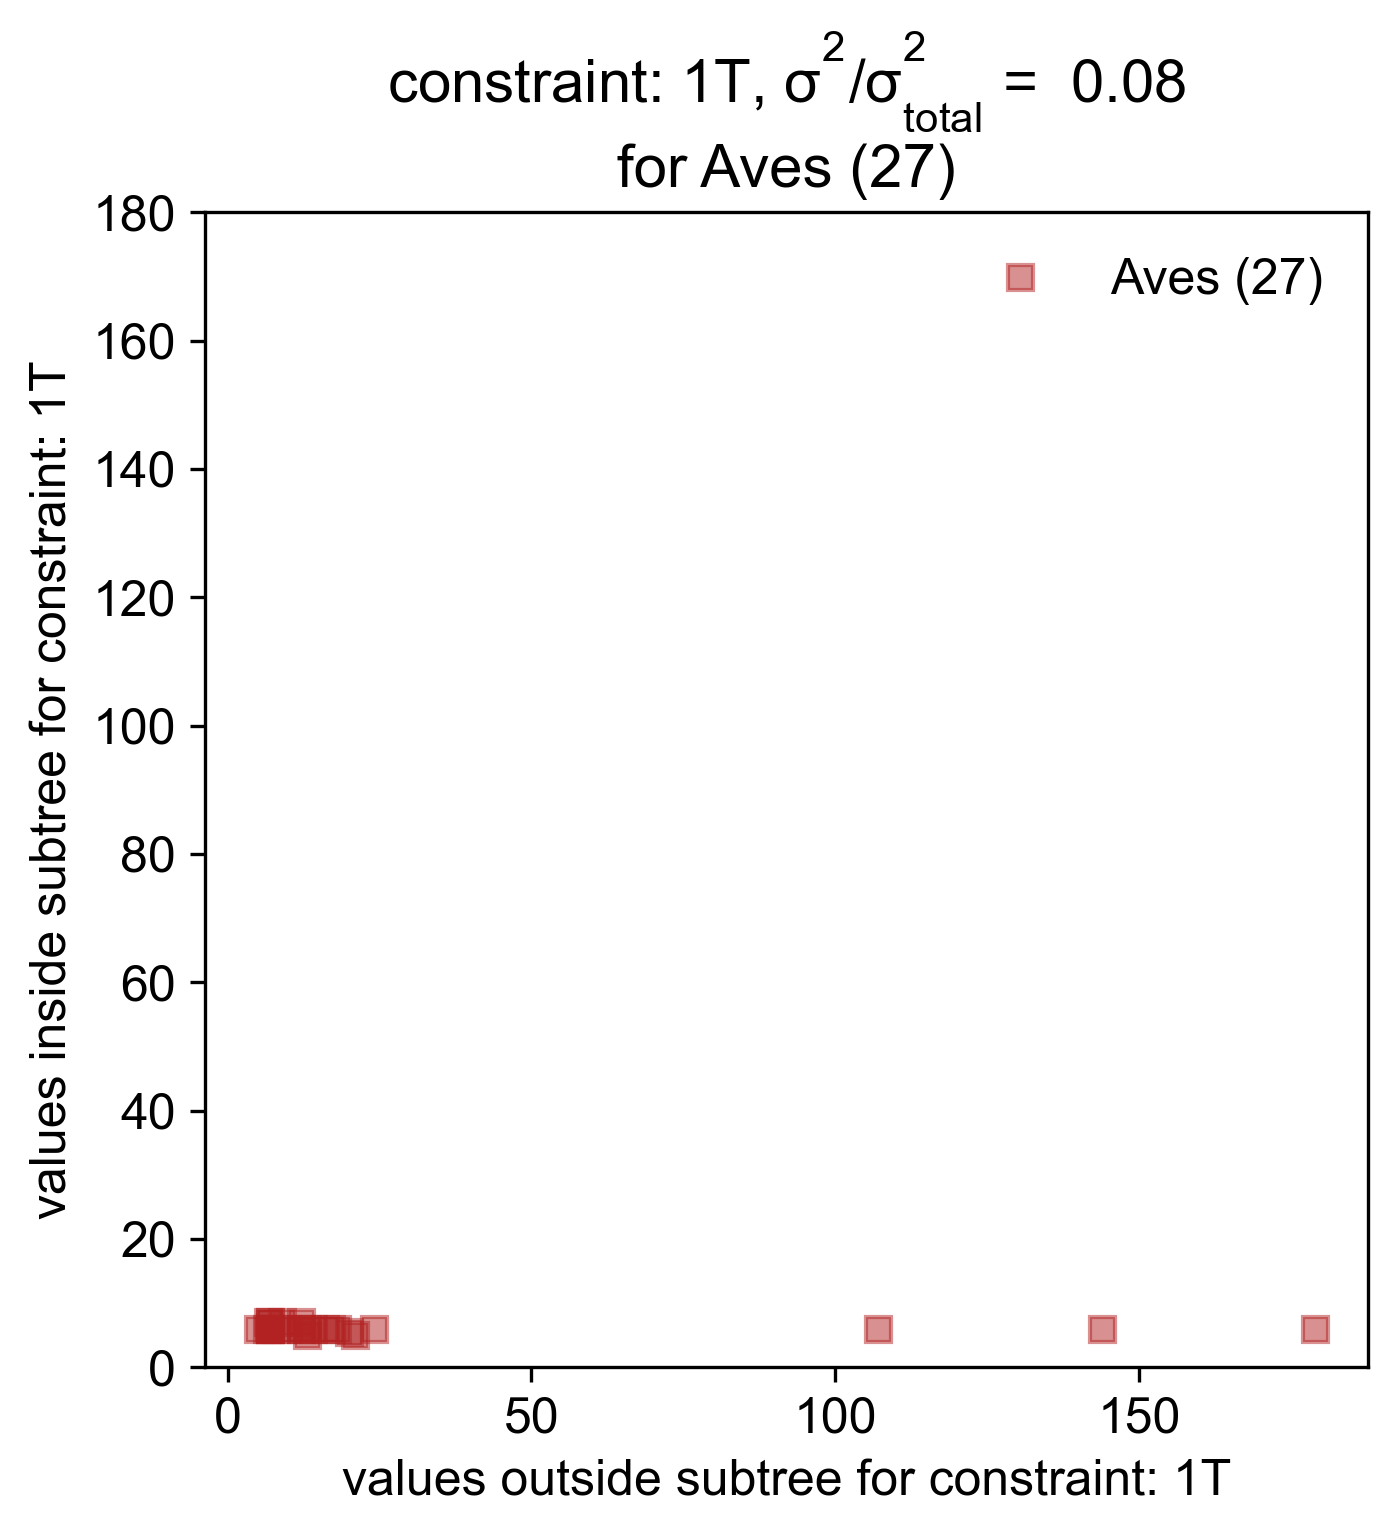 constraint: 1T, σ²/σ²total = 0.08
for Aves (27)
Aves (27)
values inside subtree for constraint: 1T
180
160
140
120
100
80
60
40
20
0
0 50 100 150
values outside subtree for constraint: 1T